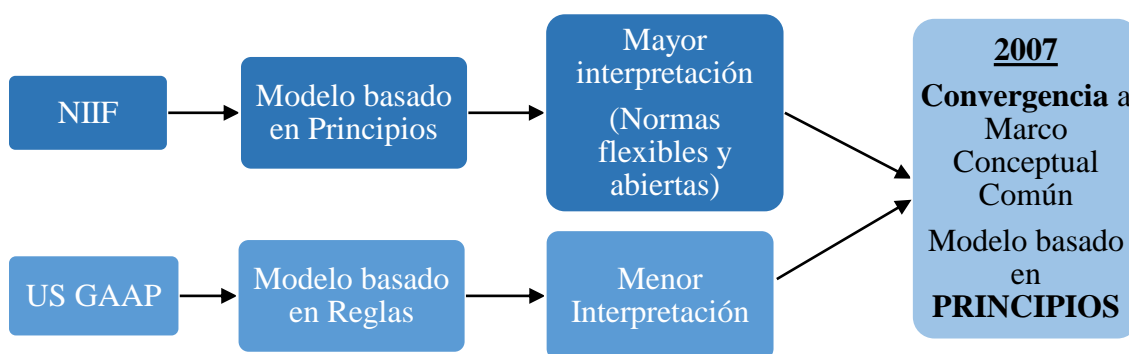 NIIF
Modelo basado
en Principios
Mayor
interpretación
(Normas
flexibles y
abiertas)
US GAAP
Modelo basado
en Reglas
Menor
Interpretación
2007
Convergencia a
Marco
Conceptual
Común
Modelo basado
en
PRINCIPIOS